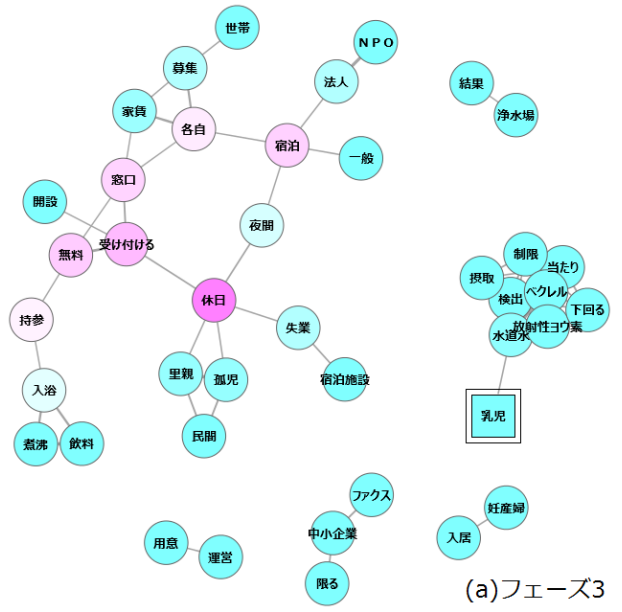 世帯
ＮＰＯ
募集
法人
結果
浄水場
家賃
各自
宿泊
一般
窓口
開設
夜間
受け付ける
無料
制限
当たり
摂取
ベクレル
検出
下回る
休日
放射性ヨウ素
水道水
持参
失業
里親
孤児
宿泊施設
入浴
乳児
民間
煮沸
飲料
ファクス
妊産婦
中小企業
入居
用意
運営
限る
(a)フェーズ3